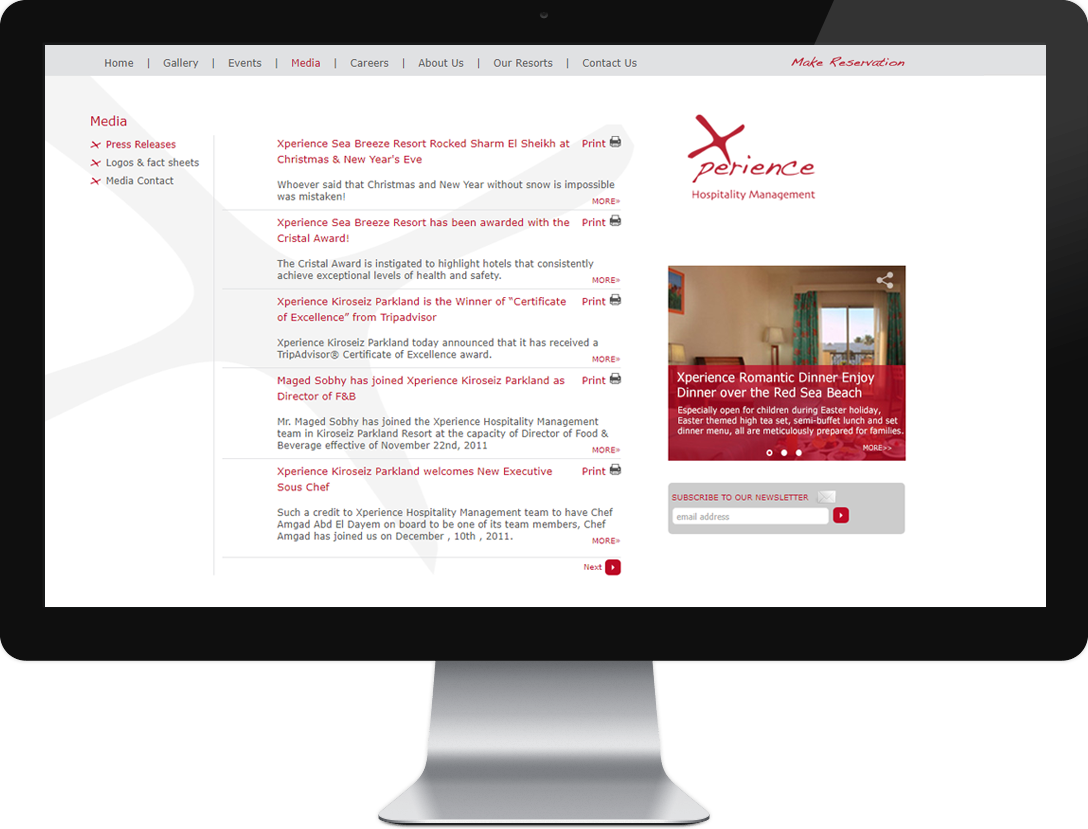 Home | Gallery | Events | Media | Careers | About Us | Our Resorts | Contact Us
Make Reservation
Media
Press Releases
Logos & fact sheets
Media Contact
Xperience Sea Breeze Resort Rocked Sharm El Sheikh at
Christmas & New Year's Eve
Print
Whoever said that Christmas and New Year without snow is impossible
was mistaken!
MORE»
Xperience Sea Breeze Resort has been awarded with the
Cristal Award!
Print
The Cristal Award is instigated to highlight hotels that consistently
achieve exceptional levels of health and safety.
MORE»
Xperience Kiroseiz Parkland is the Winner of “Certificate
of Excellence” from Tripadvisor
Print
Xperience Kiroseiz Parkland today announced that it has received a
TripAdvisor® Certificate of Excellence award.
MORE»
Maged Sobhy has joined Xperience Kiroseiz Parkland as
Director of F&B
Print
Mr. Maged Sobhy has joined the Xperience Hospitality Management
team in Kiroseiz Parkland Resort at the capacity of Director of Food &
Beverage effective of November 22nd, 2011
MORE»
Xperience Kiroseiz Parkland welcomes New Executive
Sous Chef
Print
Such a credit to Xperience Hospitality Management team to have Chef
Amgad Abd El Dayem on board to be one of its team members, Chef
Amgad has joined us on December , 10th , 2011.
MORE»
Next
Xperience
Hospitality Management
Xperience Romantic Dinner Enjoy
Dinner over the Red Sea Beach
Especially open for children during Easter holiday,
Easter themed high tea set, semi-buffet lunch and set
dinner menu, all are meticulously prepared for families.
MORE>>
SUBSCRIBE TO OUR NEWSLETTER
email address